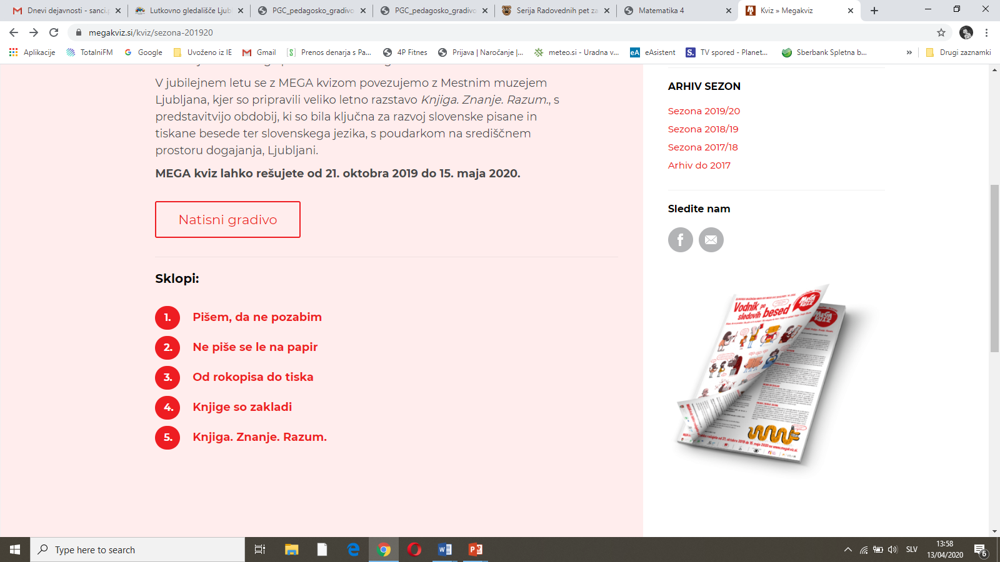 Dnevi dejavnosti - sanci.p
Lutkovno gledališče Ljubl
PGC_pedagosko_gradivo
PGC_pedagosko_gradivo
Serija Radovednih pet za
Matematika 4
Kviz » Megakviz
megakviz.si/kviz/sezona-201920
Aplikacije
TotalniFM
Google
Uvoženo iz IE
Gmail
Prenos denarja s Pa...
4P Fitnes
Prijava | Naročanje |...
meteo.si - Uradna v...
eAsistent
TV spored - Planet...
Sberbank Spletna b...
»
Drugi zaznamki
V jubilejnem letu se z MEGA kvizom povezujemo z Mestnim muzejem
Ljubljana, kjer so pripravili veliko letno razstavo Knjiga. Znanje. Razum., s
predstavitvijo obdobij, ki so bila ključna za razvoj slovenske pisane in
tiskane besede ter slovenskega jezika, s poudarkom na središčnem
prostoru dogajanja, Ljubljani.
MEGA kviz lahko rešujete od 21. oktobra 2019 do 15. maja 2020.
Natisni gradivo
Sklopi:
1. Pišem, da ne pozabim
2. Ne piše se le na papir
3. Od rokopisa do tiska
4. Knjige so zakladi
5. Knjiga. Znanje. Razum.
ARHIV SEZON
Sezona 2019/20
Sezona 2018/19
Sezona 2017/18
Arhiv do 2017
Sledite nam
Vodnik po
sledovih besed
MEGA
KVIZ
Type here to search
SLV
13:58
13/04/2020
6